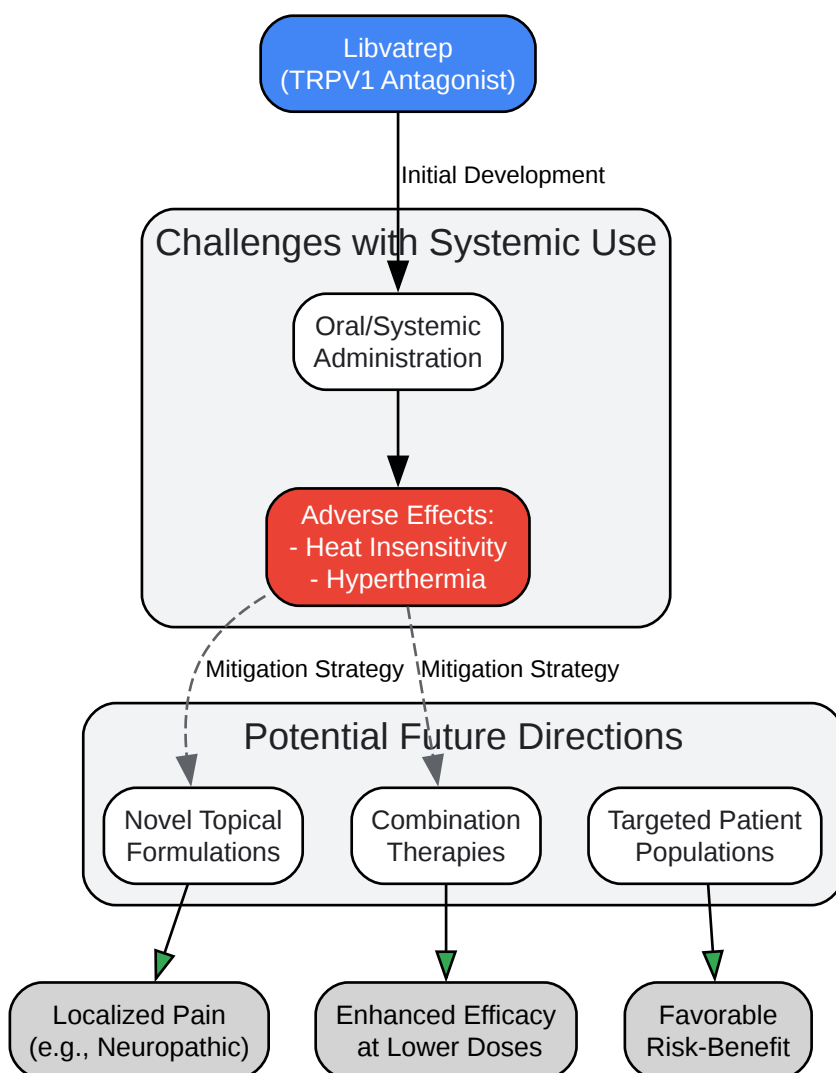 Libvatrep
(TRPV1 Antagonist)
Initial Development
Challenges with Systemic Use
Oral/Systemic
Administration
Adverse Effects:
- Heat Insensitivity
- Hyperthermia
Mitigation Strategy
Mitigation Strategy
Potential Future Directions
Novel Topical
Formulations
Combination
Therapies
Targeted Patient
Populations
Localized Pain
(e.g., Neuropathic)
Enhanced Efficacy
at Lower Doses
Favorable
Risk-Benefit